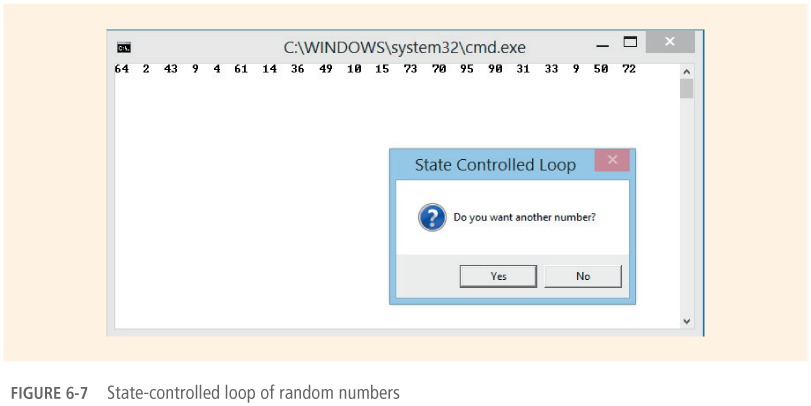 C:\WINDOWS\system32\cmd.exe
64 2 43 9 4 61 14 36 49 10 15 73 70 95 90 31 33 9 50 72
State Controlled Loop
Do you want another number?
Yes No
FIGURE 6-7 State-controlled loop of random numbers